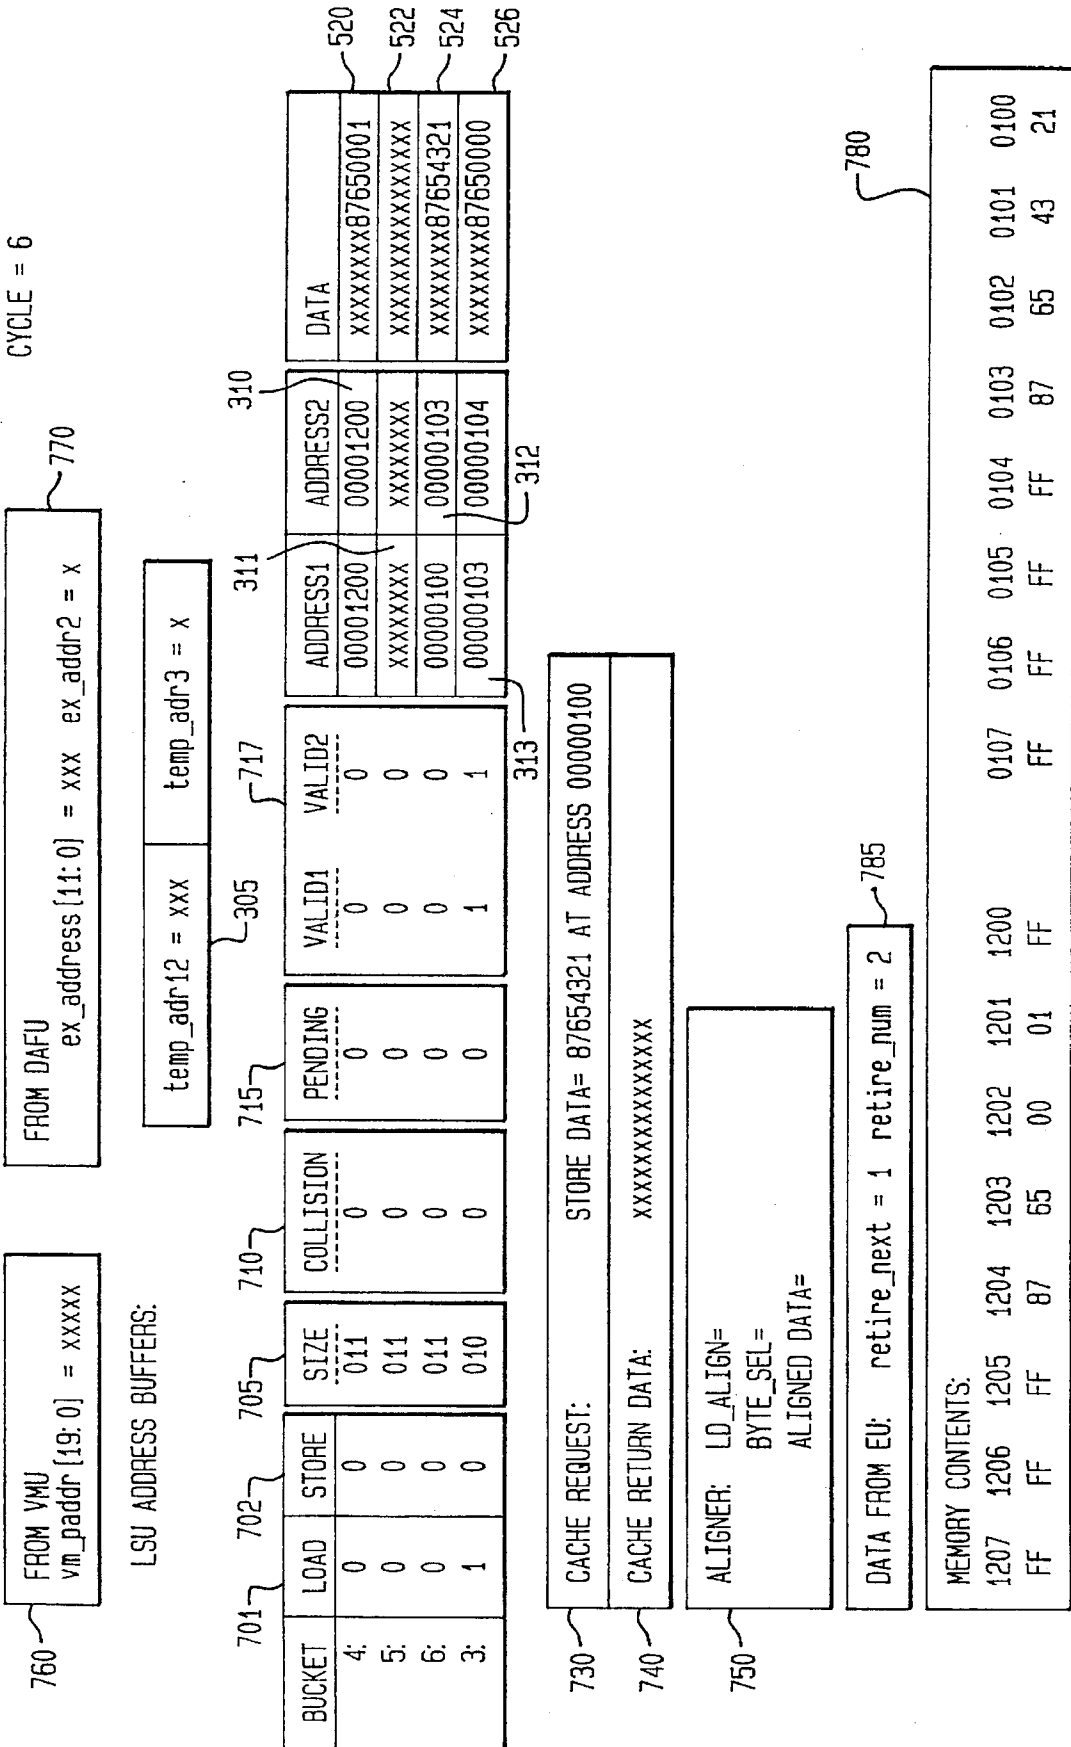 CYCLE = 6
760
FROM VMU
vm_paddr [19: 0] = xxxxx
FROM DAFU
ex_address [11: 0] = xxx ex_addr2 = x
770
LSU ADDRESS BUFFERS:
temp_adr12 = xxx temp_adr3 = x
305
701 702 705 710 715 717 311 310
BUCKET LOAD STORE SIZE COLLISION PENDING VALID1 VALID2 ADDRESS1 ADDRESS2 DATA
4: 0 0 011 0 0 0 0 00001200 00001200 xxxxxxxx87650001 520
5: 0 0 011 0 0 0 0 xxxxxxxx xxxxxxxx xxxxxxxxxxxxxxxx 522
6: 0 0 011 0 0 0 0 00000100 00000103 xxxxxxxx87654321 524
3: 1 0 010 0 0 1 1 00000103 00000104 xxxxxxxx87650000 526
313 312
730 CACHE REQUEST: STORE DATA= 87654321 AT ADDRESS 00000100
740 CACHE RETURN DATA: xxxxxxxxxxxxxxxx
750
ALIGNER: LD_ALIGN=
BYTE_SEL=
ALIGNED DATA=
DATA FROM EU: retire_next = 1 retire_num = 2
785
780
MEMORY CONTENTS:
1207 1206 1205 1204 1203 1202 1201 1200 0107 0106 0105 0104 0103 0102 0101 0100
FF FF FF 87 65 00 01 FF FF FF FF FF 87 65 43 21